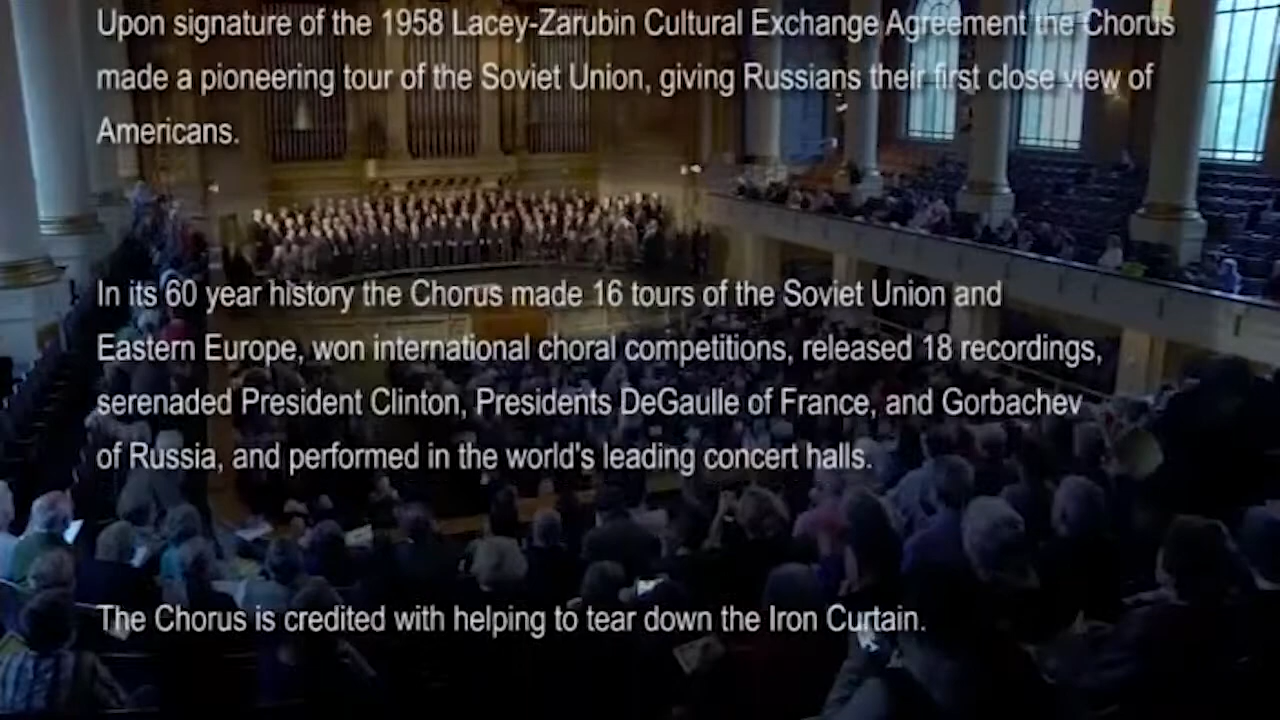 Upon signature of the 1958 Lacey-Zarubin Cultural Exchange Agreement the Chorus
made a pioneering tour of the Soviet Union, giving Russians their first close view of
Americans.
In its 60 year history the Chorus made 16 tours of the Soviet Union and
Eastern Europe, won international choral competitions, released 18 recordings,
serenaded President Clinton, Presidents DeGaulle of France, and Gorbachev
of Russia, and performed in the world's leading concert halls.
The Chorus is credited with helping to tear down the Iron Curtain.